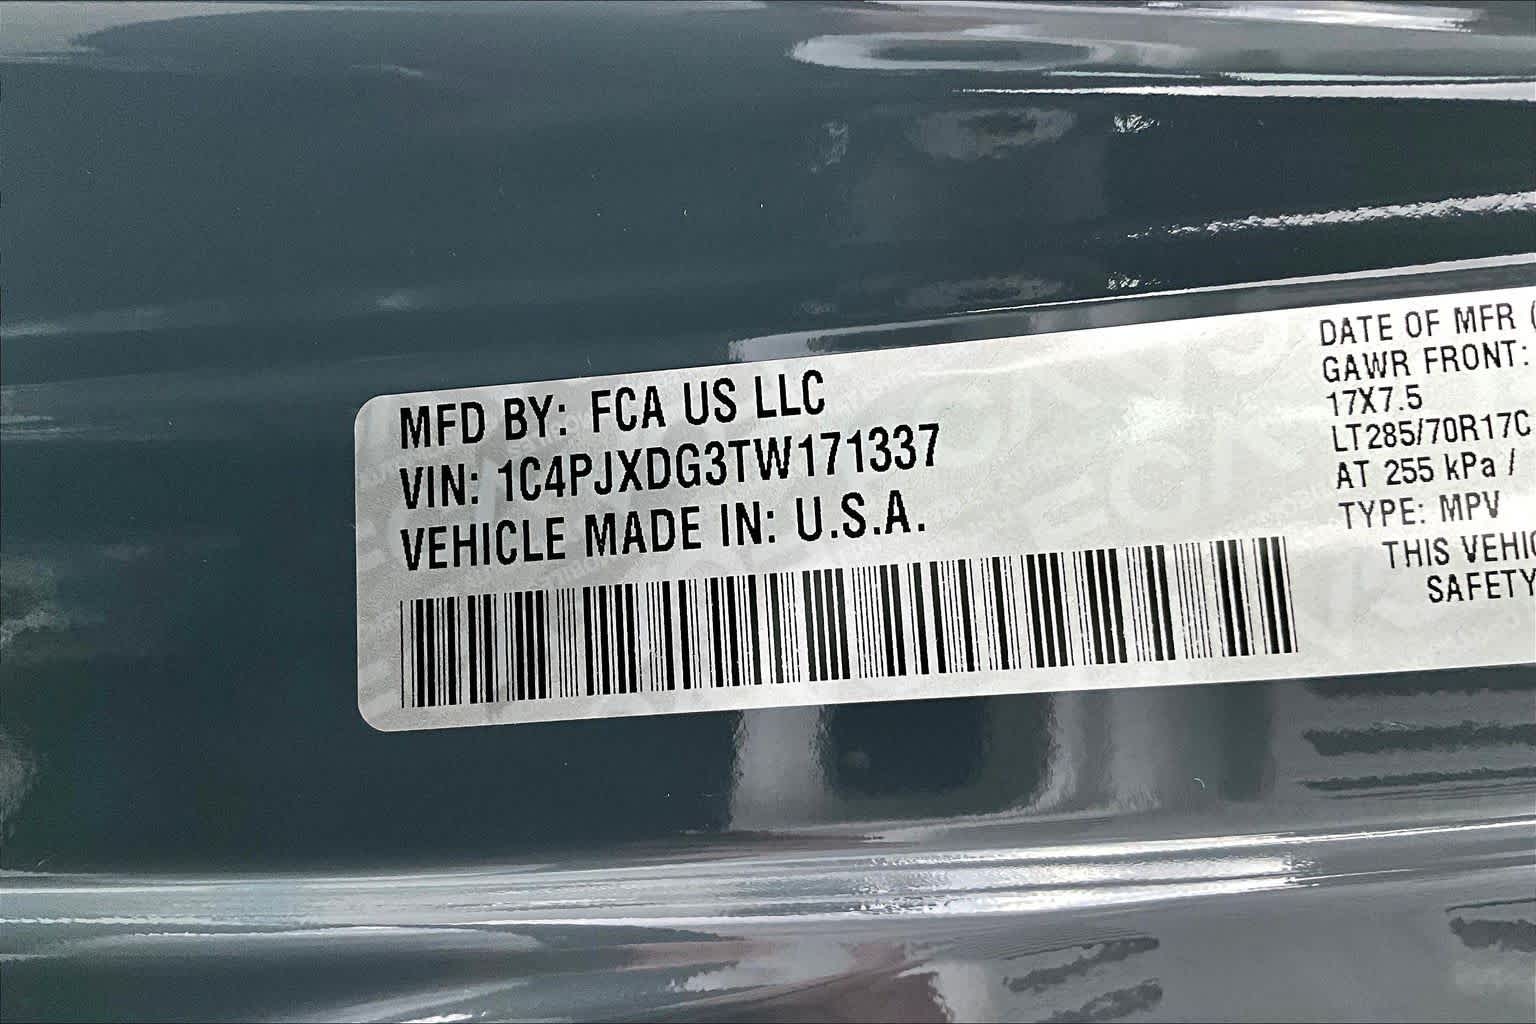 MFD BY: FCA US LLC
VIN: 1C4PJXDG3TW171337
VEHICLE MADE IN: U.S.A.
DATE OF MFR (
GAWR FRONT:
17X7.5
LT285/70R17C
AT 255 kPa /
TYPE: MPV
THIS VEHIC
SAFETY